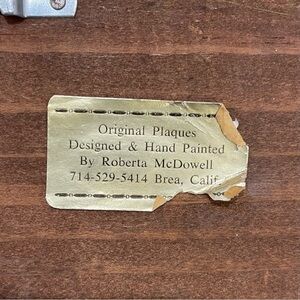 Original Plaques
Designed & Hand Painted
By Roberta McDowell
714-529-5414 Brea, Calif